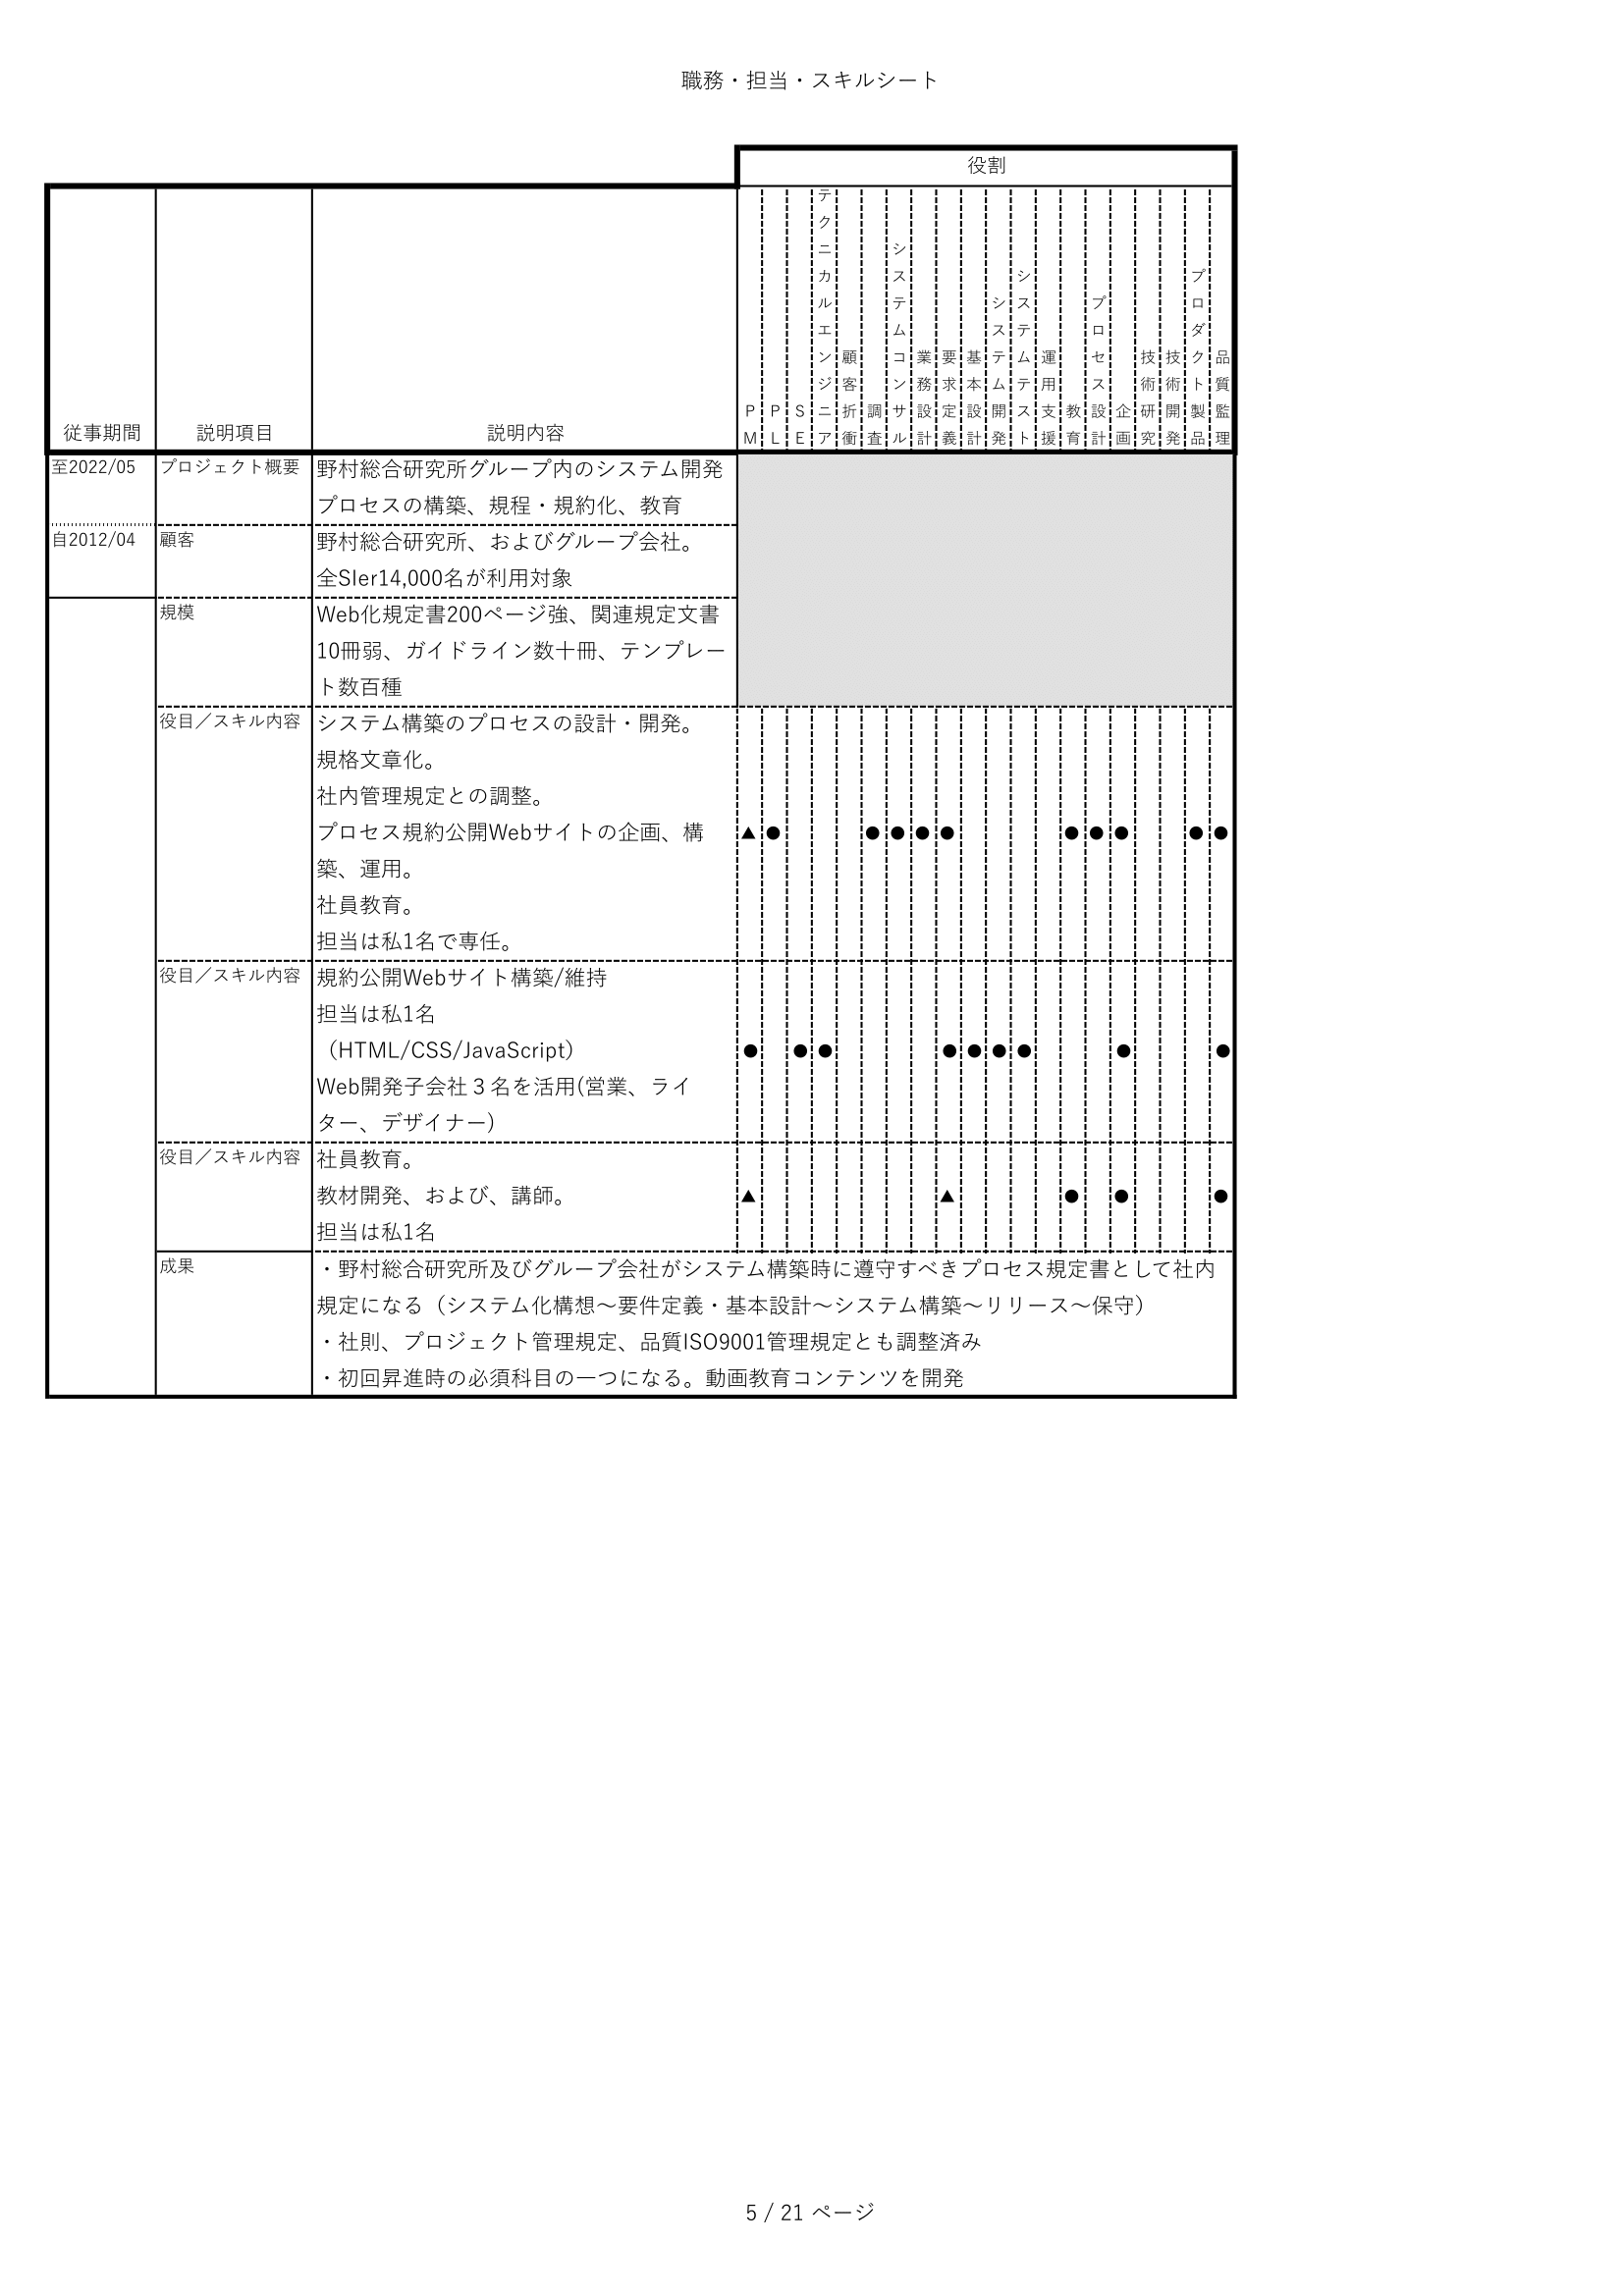 職務・担当・スキルシート
役割
従事期間 説明項目 説明内容 PM PL SE テクニカルエンジニア 顧客折衝 調査 システムコンサル 業務設計 要求定義 基本設計 システム開発 システムテスト 運用支援 教育 プロセス設計 企画 技術研究 技術開発 プロダクト製品 品質監理
至2022/05 プロジェクト概要 野村総合研究所グループ内のシステム開発
プロセスの構築、規程・規約化、教育
自2012/04 顧客 野村総合研究所、およびグループ会社。
全SIer14,000名が利用対象
規模 Web化規定書200ページ強、関連規定文書
10冊弱、ガイドライン数十冊、テンプレー
ト数百種
役目／スキル内容 システム構築のプロセスの設計・開発。
規格文章化。
社内管理規定との調整。
プロセス規約公開Webサイトの企画、構 ▲ ● ● ● ● ● ● ● ● ● ●
築、運用。
社員教育。
担当は私1名で専任。
役目／スキル内容 規約公開Webサイト構築/維持
担当は私1名
（HTML/CSS/JavaScript） ● ● ● ● ● ● ● ● ●
Web開発子会社３名を活用(営業、ライ
ター、デザイナー）
役目／スキル内容 社員教育。
教材開発、および、講師。 ▲ ▲ ● ● ●
担当は私1名
成果 ・野村総合研究所及びグループ会社がシステム構築時に遵守すべきプロセス規定書として社内
規定になる（システム化構想～要件定義・基本設計～システム構築～リリース～保守）
・社則、プロジェクト管理規定、品質ISO9001管理規定とも調整済み
・初回昇進時の必須科目の一つになる。動画教育コンテンツを開発
5 / 21 ページ